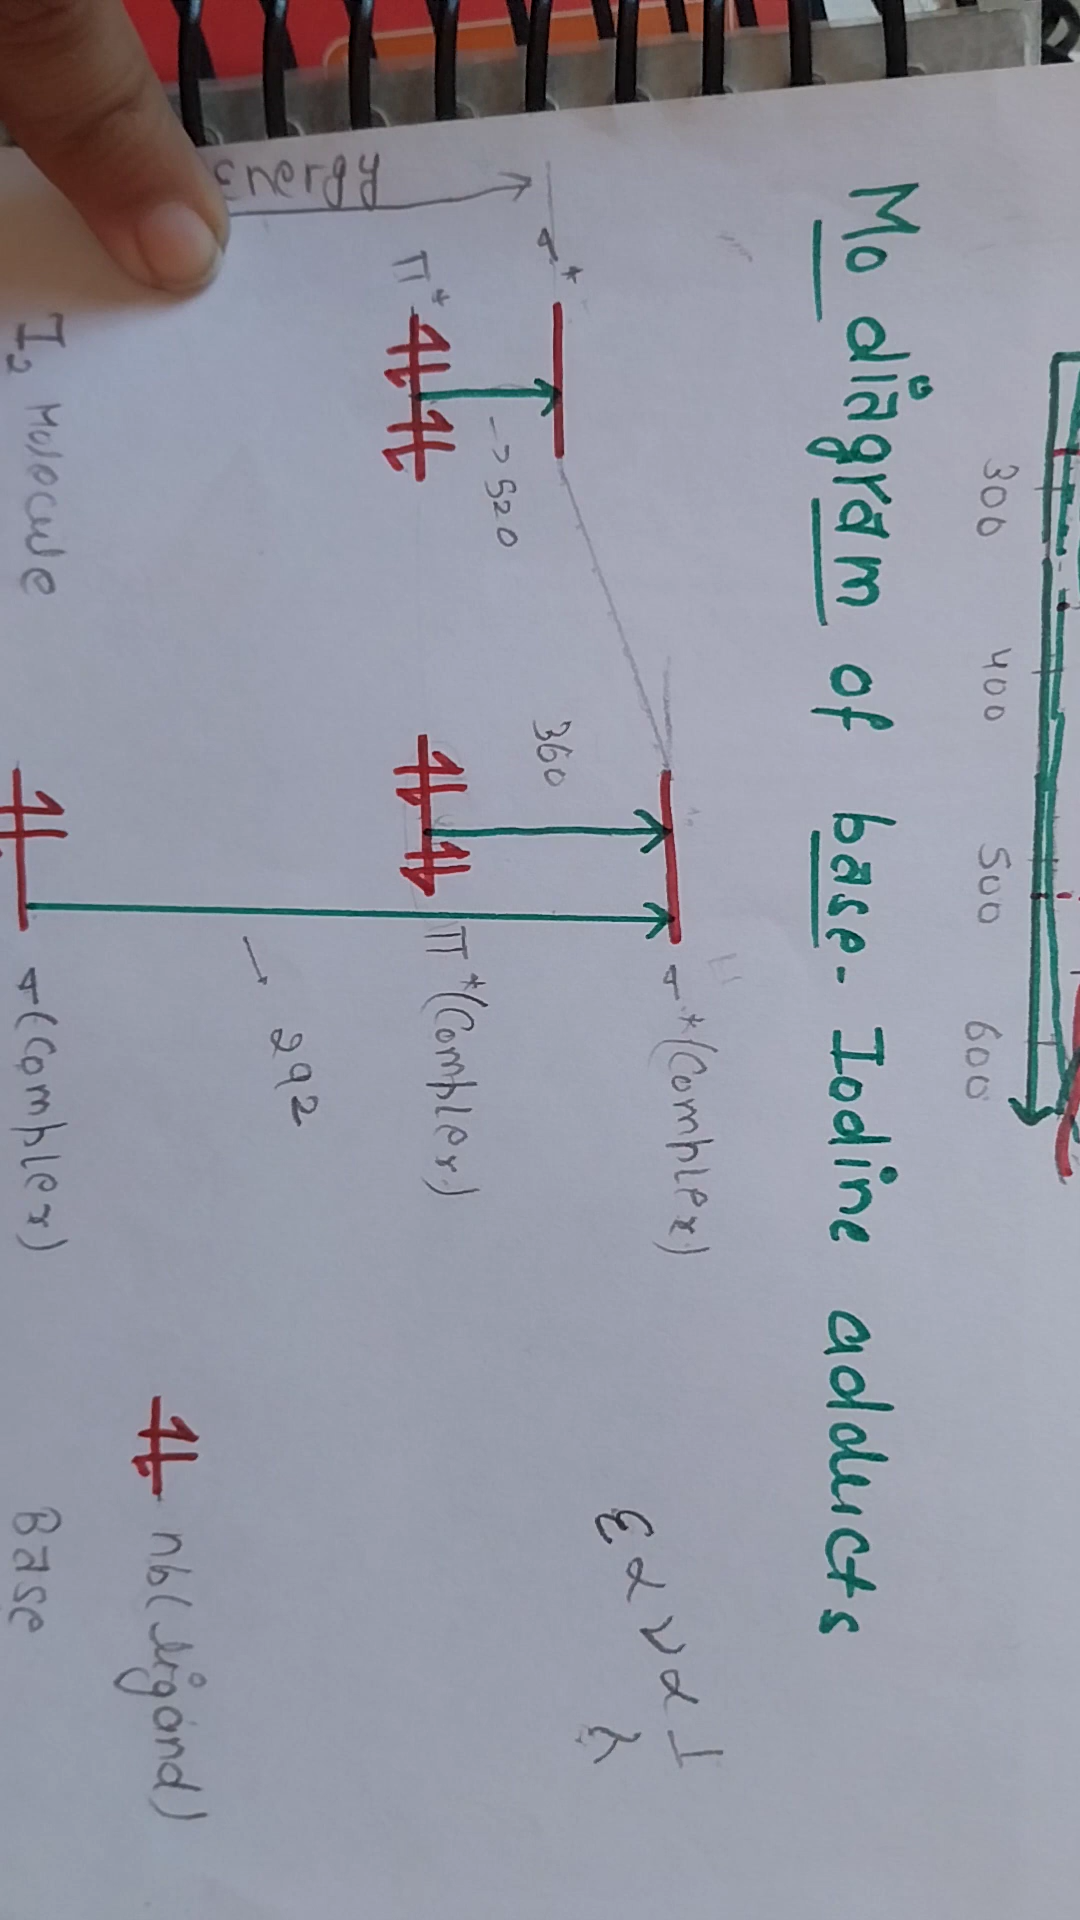 300 400 500 600
Mo diagram of base-Iodine adducts
σ* σ*(Complex)
E α ν α 1
λ
→ 520
360
π* π*(Complex)
Energy
→ 292
nb(ligand)
σ(Complex)
I2 Molecule
Base